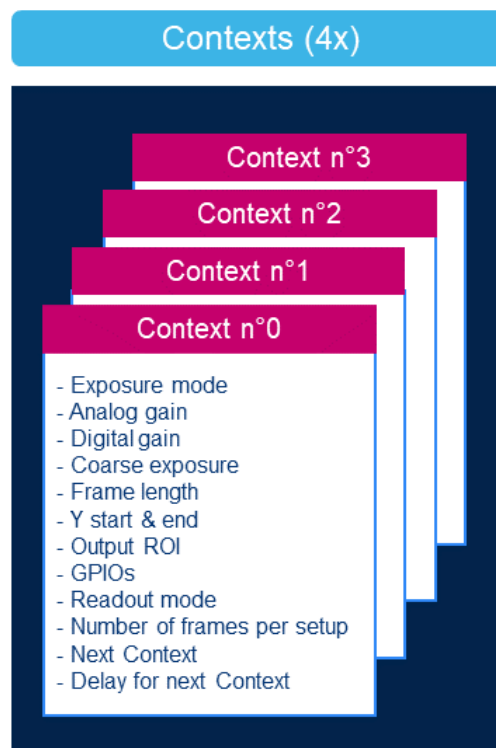 Contexts (4x)
Context n°3
Context n°2
Context n°1
Context n°0
- Exposure mode
- Analog gain
- Digital gain
- Coarse exposure
- Frame length
- Y start & end
- Output ROI
- GPIOs
- Readout mode
- Number of frames per setup
- Next Context
- Delay for next Context